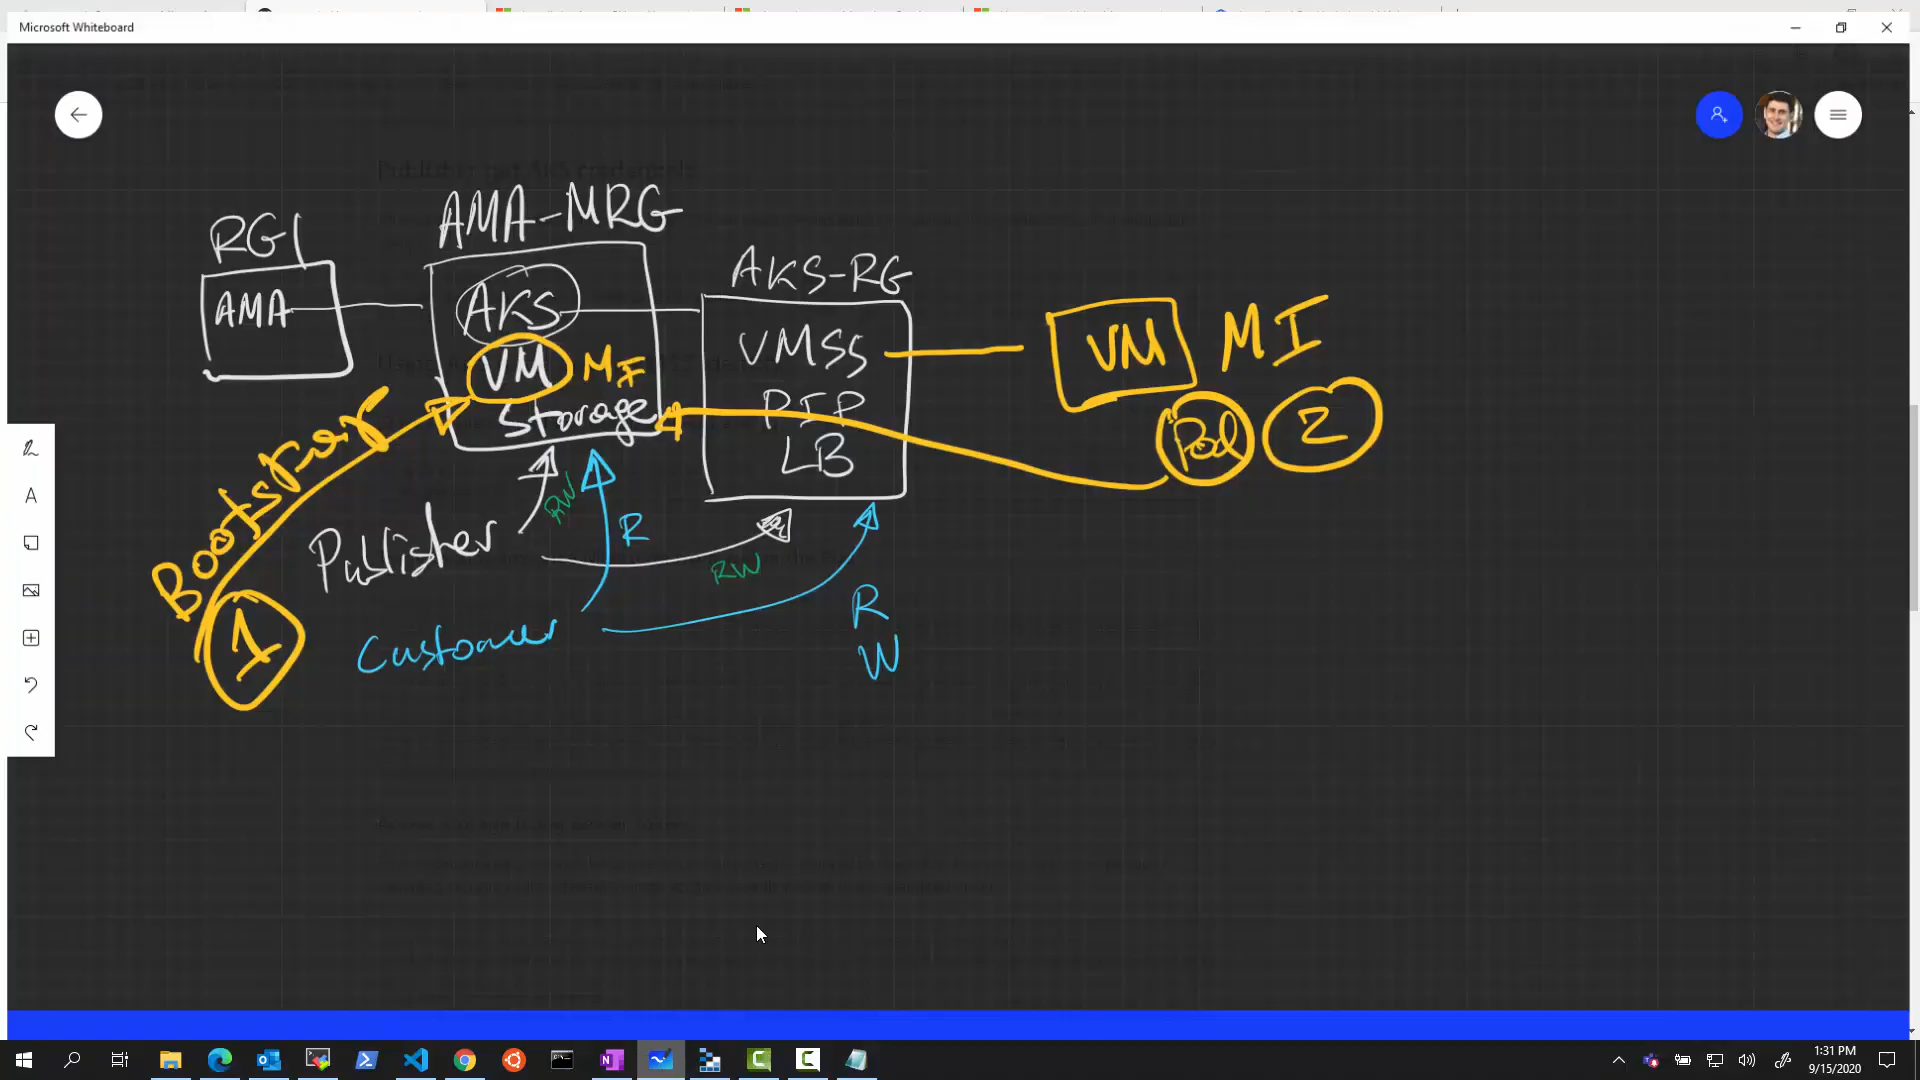 Microsoft Whiteboard
RG1
AMA-MRG
AKS-RG
AMA
AKS
VM MI
Storage
VMSS
PIP
LB
VM
MI
Pod
2
Bootstrap
1
Publisher
RW
RW
Customer
R
R
W
A
1:31 PM
9/15/2020